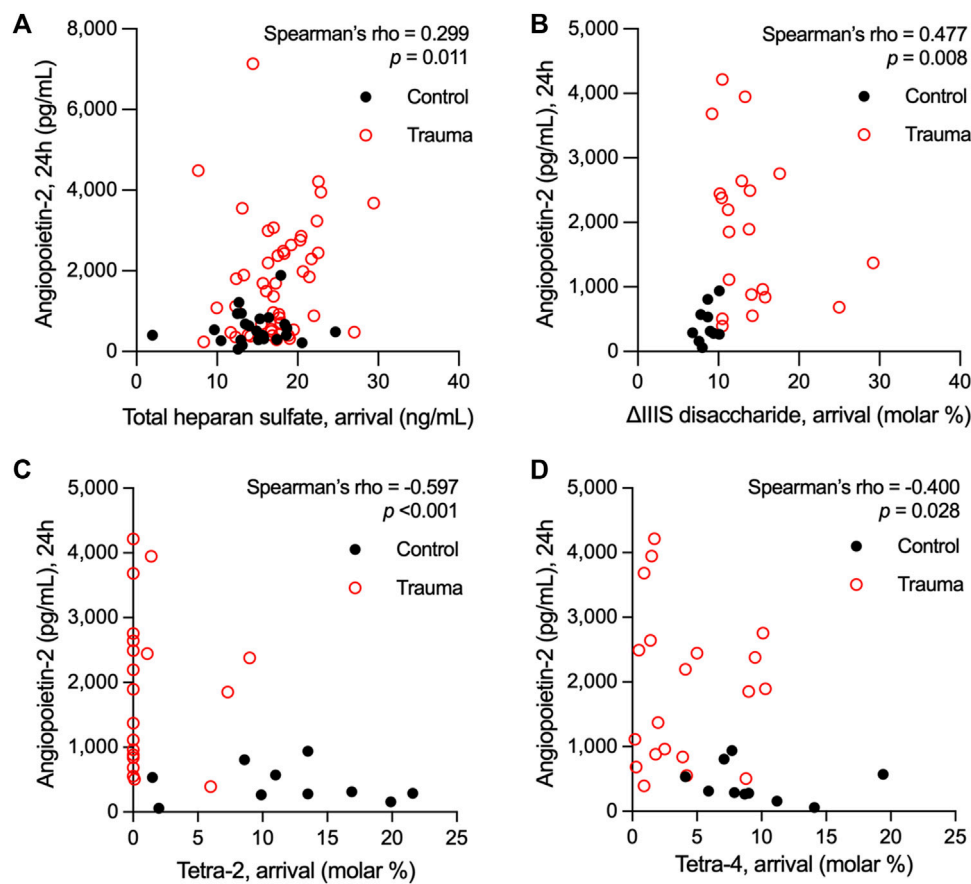 A
Spearman's rho = 0.299
p = 0.011
Control
Trauma
Angiopoietin-2, 24h (pg/mL)
8,000
6,000
4,000
2,000
0
0 10 20 30 40
Total heparan sulfate, arrival (ng/mL)
B
Spearman's rho = 0.477
p = 0.008
Control
Trauma
Angiopoietin-2 (pg/mL), 24h
5,000
4,000
3,000
2,000
1,000
0
0 10 20 30 40
ΔIIIS disaccharide, arrival (molar %)
C
Spearman's rho = -0.597
p <0.001
Control
Trauma
Angiopoietin-2 (pg/mL), 24h
5,000
4,000
3,000
2,000
1,000
0
0 5 10 15 20 25
Tetra-2, arrival (molar %)
D
Spearman's rho = -0.400
p = 0.028
Control
Trauma
Angiopoietin-2 (pg/mL), 24h
5,000
4,000
3,000
2,000
1,000
0
0 5 10 15 20 25
Tetra-4, arrival (molar %)